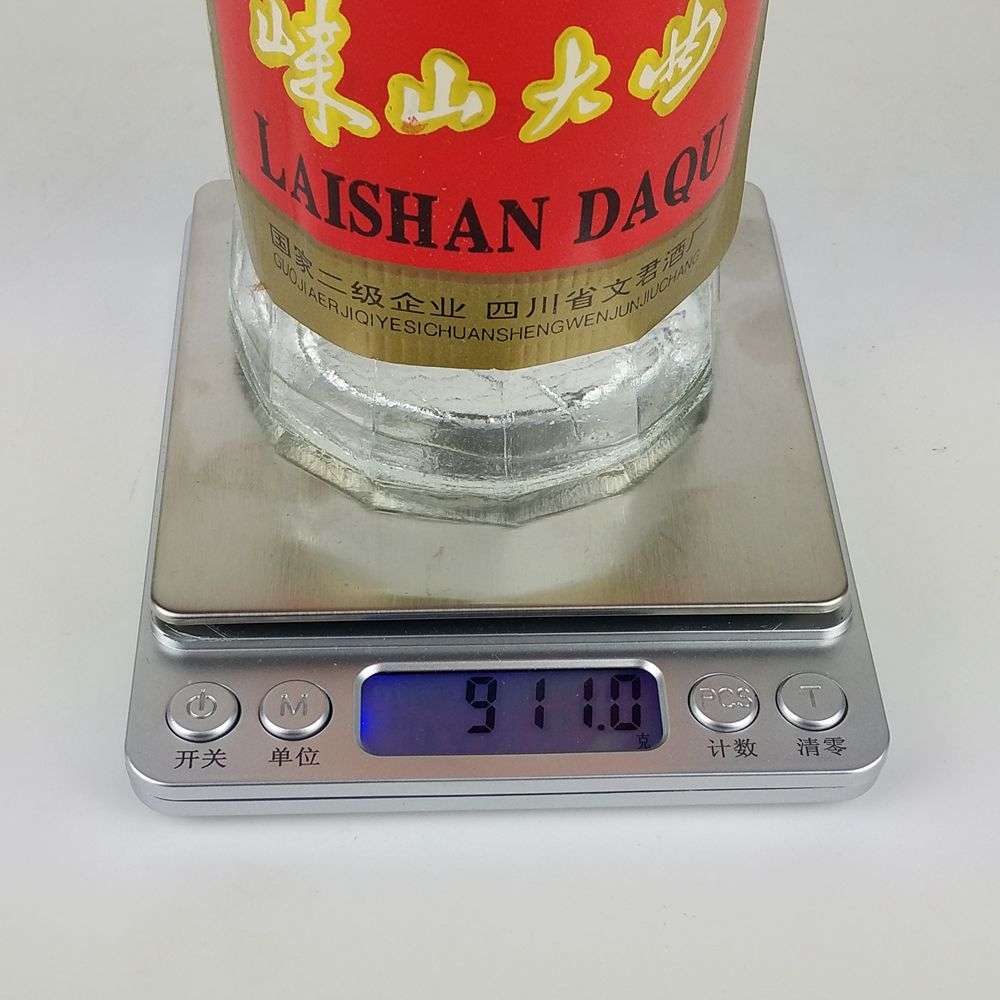 崃山大曲
LAISHAN DAQU
国家二级企业 四川省文君酒厂
GUOJIAERJIQIYESICHUANSHENGWENJUNJIUCHANG
911.0
克
M
PCS
T
开关
单位
计数
清零